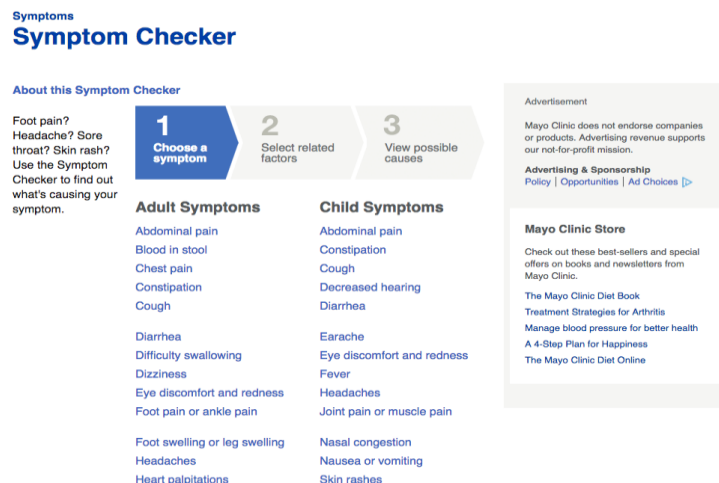 Symptoms
Symptom Checker
About this Symptom Checker
Foot pain?
Headache? Sore
throat? Skin rash?
Use the Symptom
Checker to find out
what's causing your
symptom.
1
Choose a
symptom
2
Select related
factors
3
View possible
causes
Adult Symptoms
Abdominal pain
Blood in stool
Chest pain
Constipation
Cough
Diarrhea
Difficulty swallowing
Dizziness
Eye discomfort and redness
Foot pain or ankle pain
Foot swelling or leg swelling
Headaches
Heart palpitations
Child Symptoms
Abdominal pain
Constipation
Cough
Decreased hearing
Diarrhea
Earache
Eye discomfort and redness
Fever
Headaches
Joint pain or muscle pain
Nasal congestion
Nausea or vomiting
Skin rashes
Advertisement
Mayo Clinic does not endorse companies
or products. Advertising revenue supports
our not-for-profit mission.
Advertising & Sponsorship
Policy | Opportunities | Ad Choices
Mayo Clinic Store
Check out these best-sellers and special
offers on books and newsletters from
Mayo Clinic.
The Mayo Clinic Diet Book
Treatment Strategies for Arthritis
Manage blood pressure for better health
A 4-Step Plan for Happiness
The Mayo Clinic Diet Online